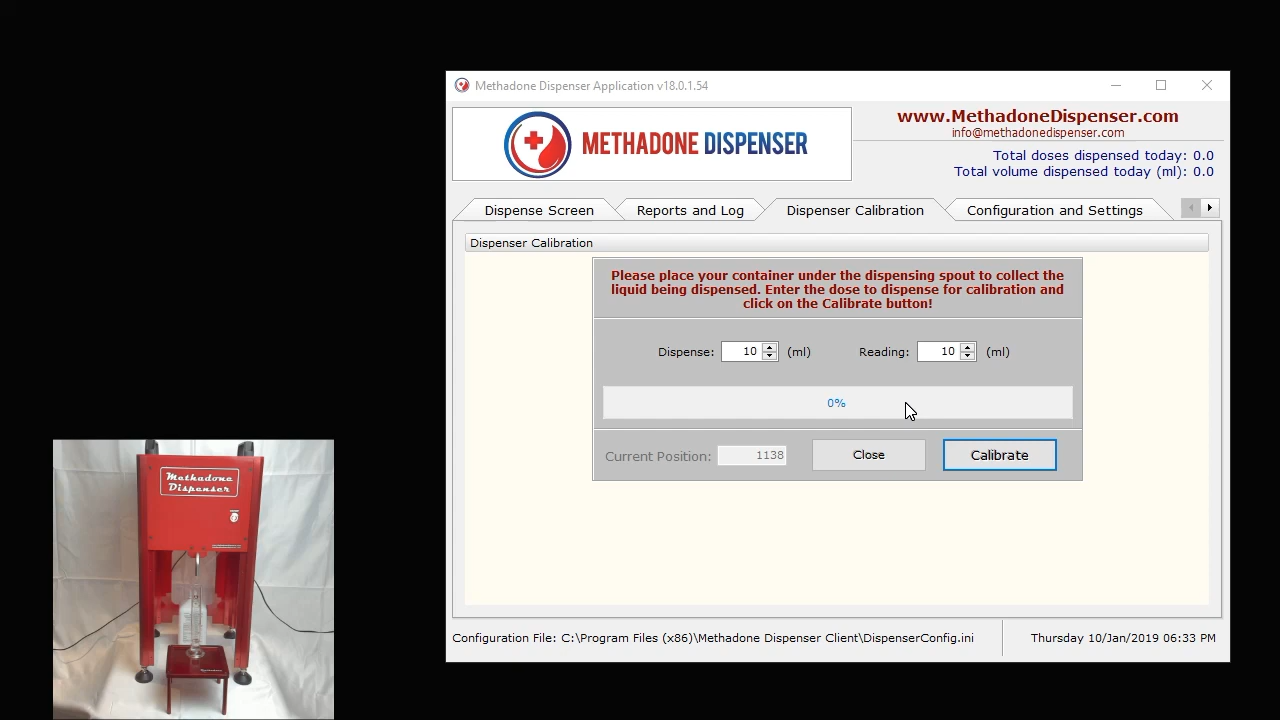 Methadone Dispenser Application v18.0.1.54
METHADONE DISPENSER
www.MethadoneDispenser.com
info@methadonedispenser.com
Total doses dispensed today: 0.0
Total volume dispensed today (ml): 0.0
Dispense Screen
Reports and Log
Dispenser Calibration
Configuration and Settings
Dispenser Calibration
Please place your container under the dispensing spout to collect the
liquid being dispensed. Enter the dose to dispense for calibration and
click on the Calibrate button!
Dispense: 10 (ml)
Reading: 10 (ml)
0%
Current Position: 1138
Close
Calibrate
Configuration File: C:\Program Files (x86)\Methadone Dispenser Client\DispenserConfig.ini
Thursday 10/Jan/2019 06:33 PM
Methadone
Dispenser